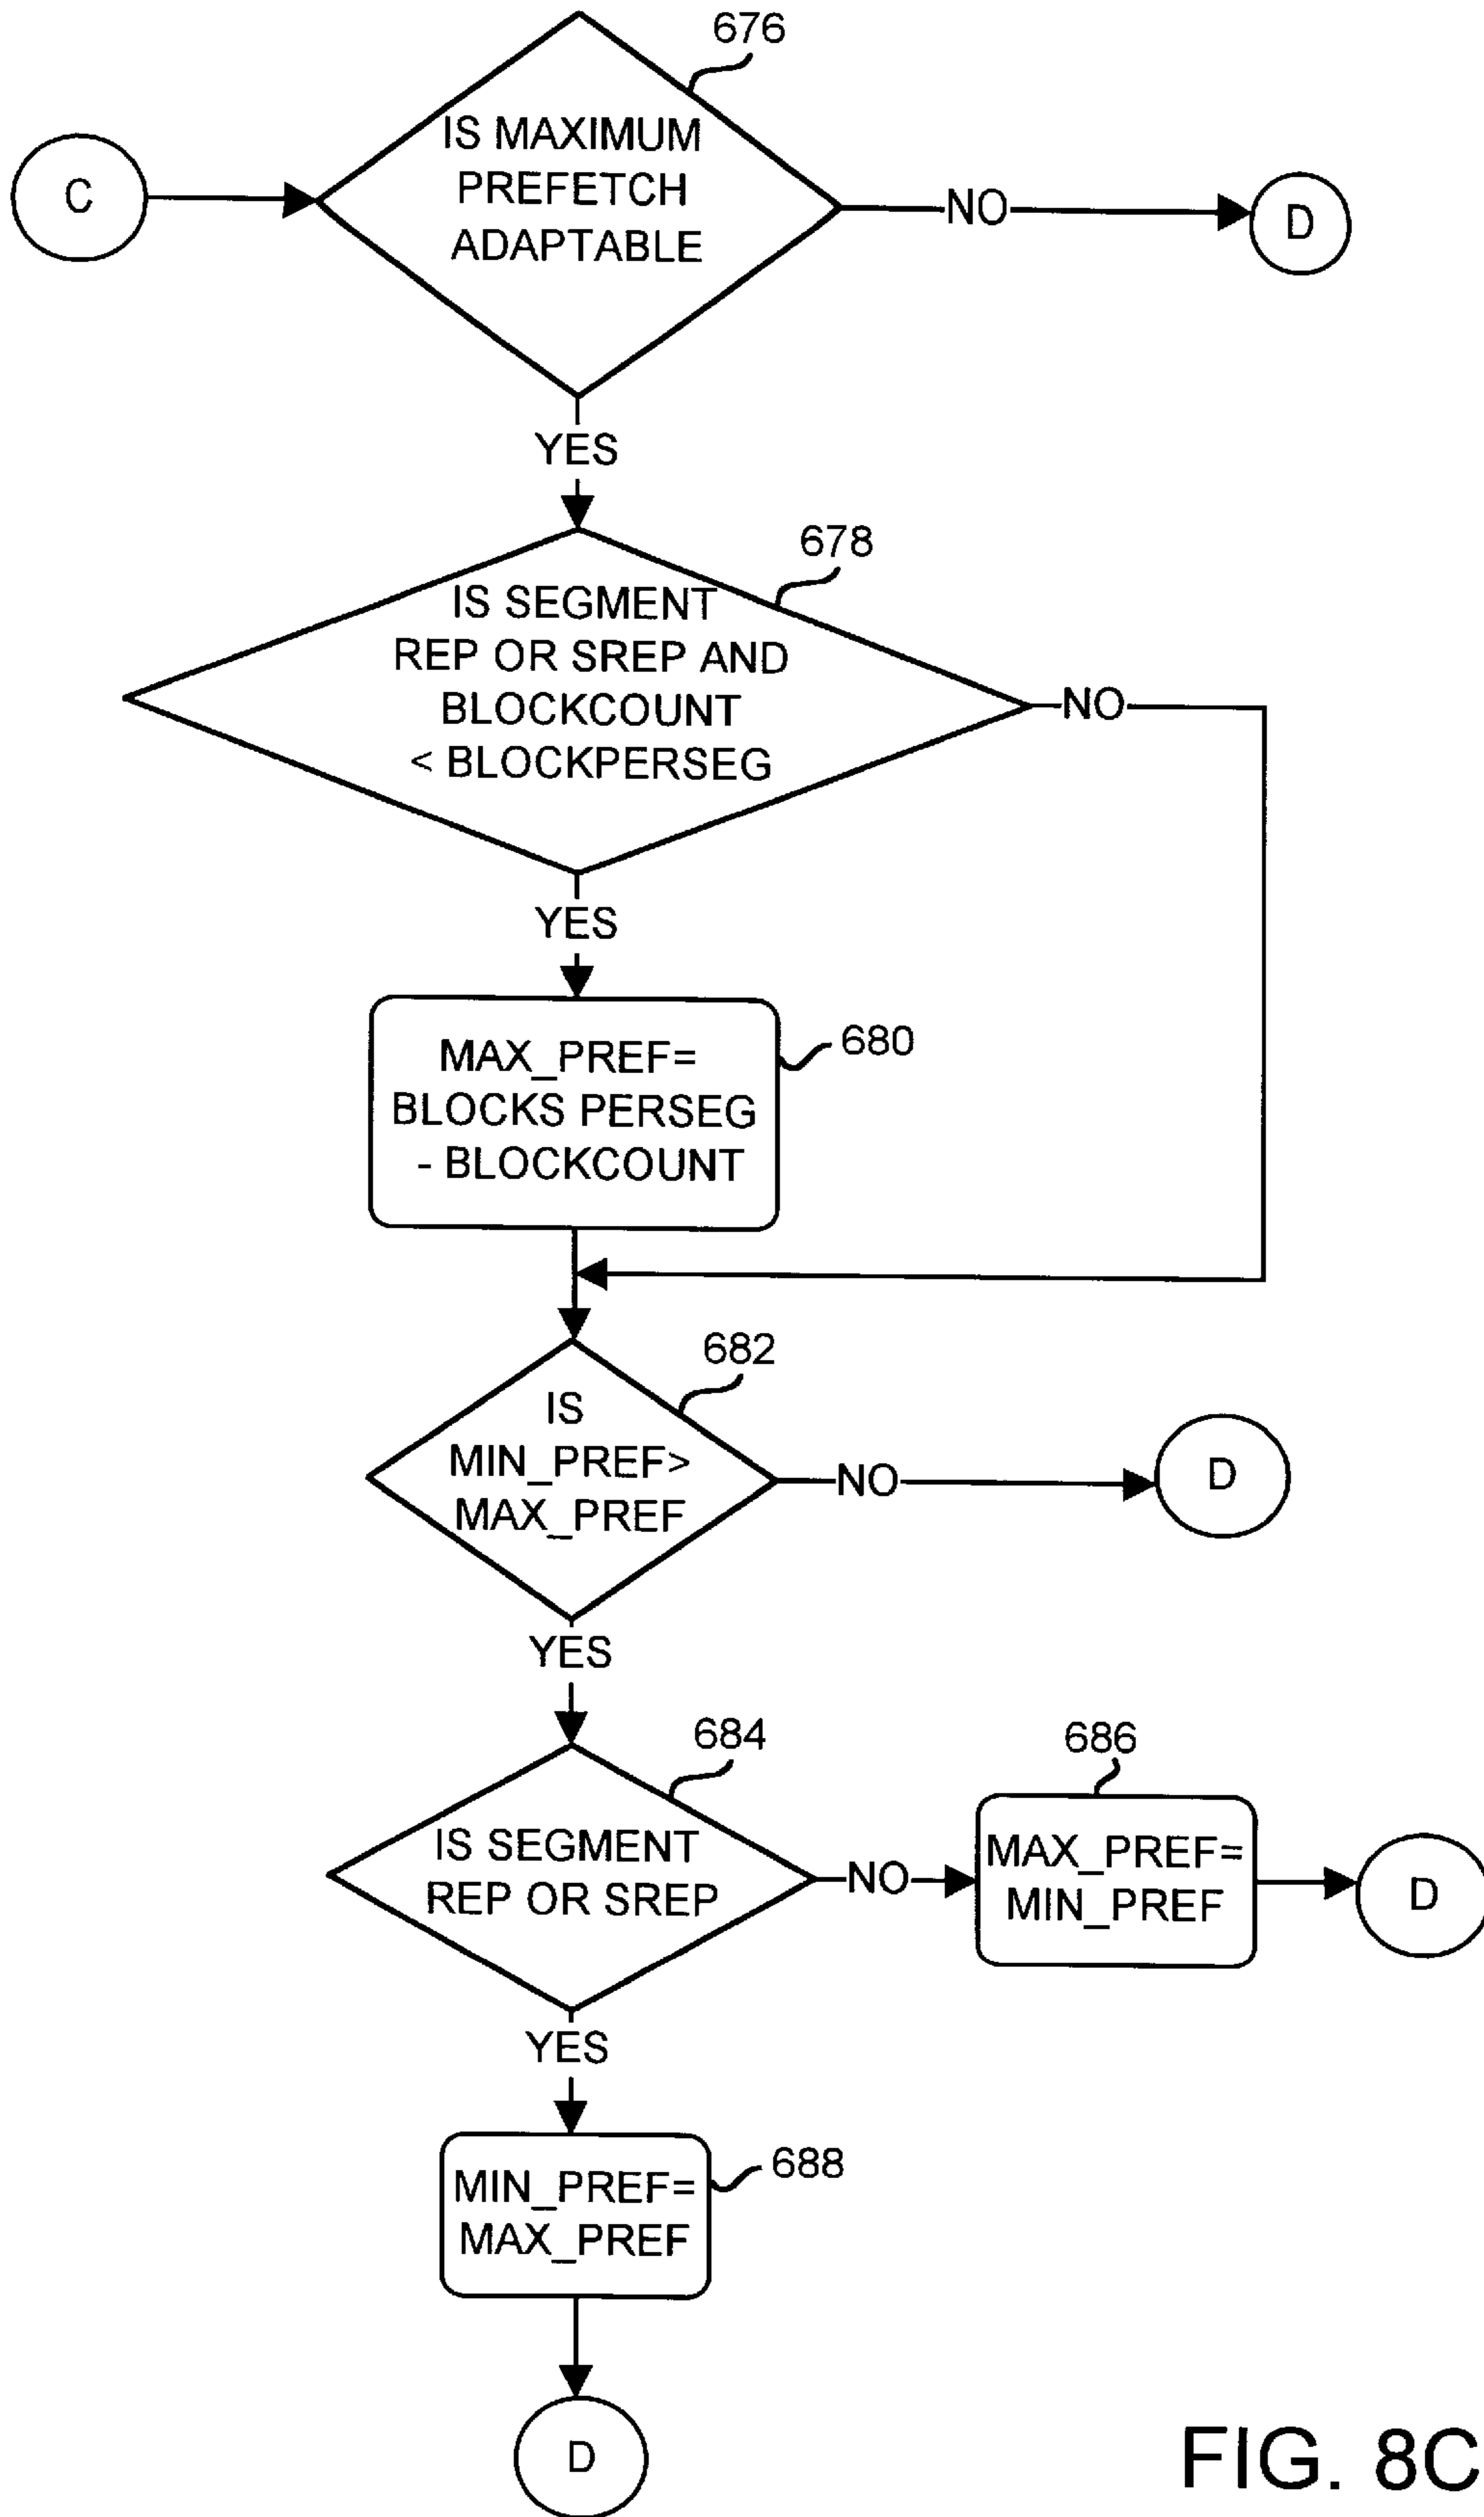 676
IS MAXIMUM
PREFETCH
ADAPTABLE
C
NO
D
YES
678
IS SEGMENT
REP OR SREP AND
BLOCKCOUNT
< BLOCKPERSEG
NO
YES
680
MAX_PREF=
BLOCKS PERSEG
- BLOCKCOUNT
682
IS
MIN_PREF>
MAX_PREF
NO
D
YES
684
IS SEGMENT
REP OR SREP
NO
686
MAX_PREF=
MIN_PREF
D
YES
688
MIN_PREF=
MAX_PREF
D
FIG. 8C